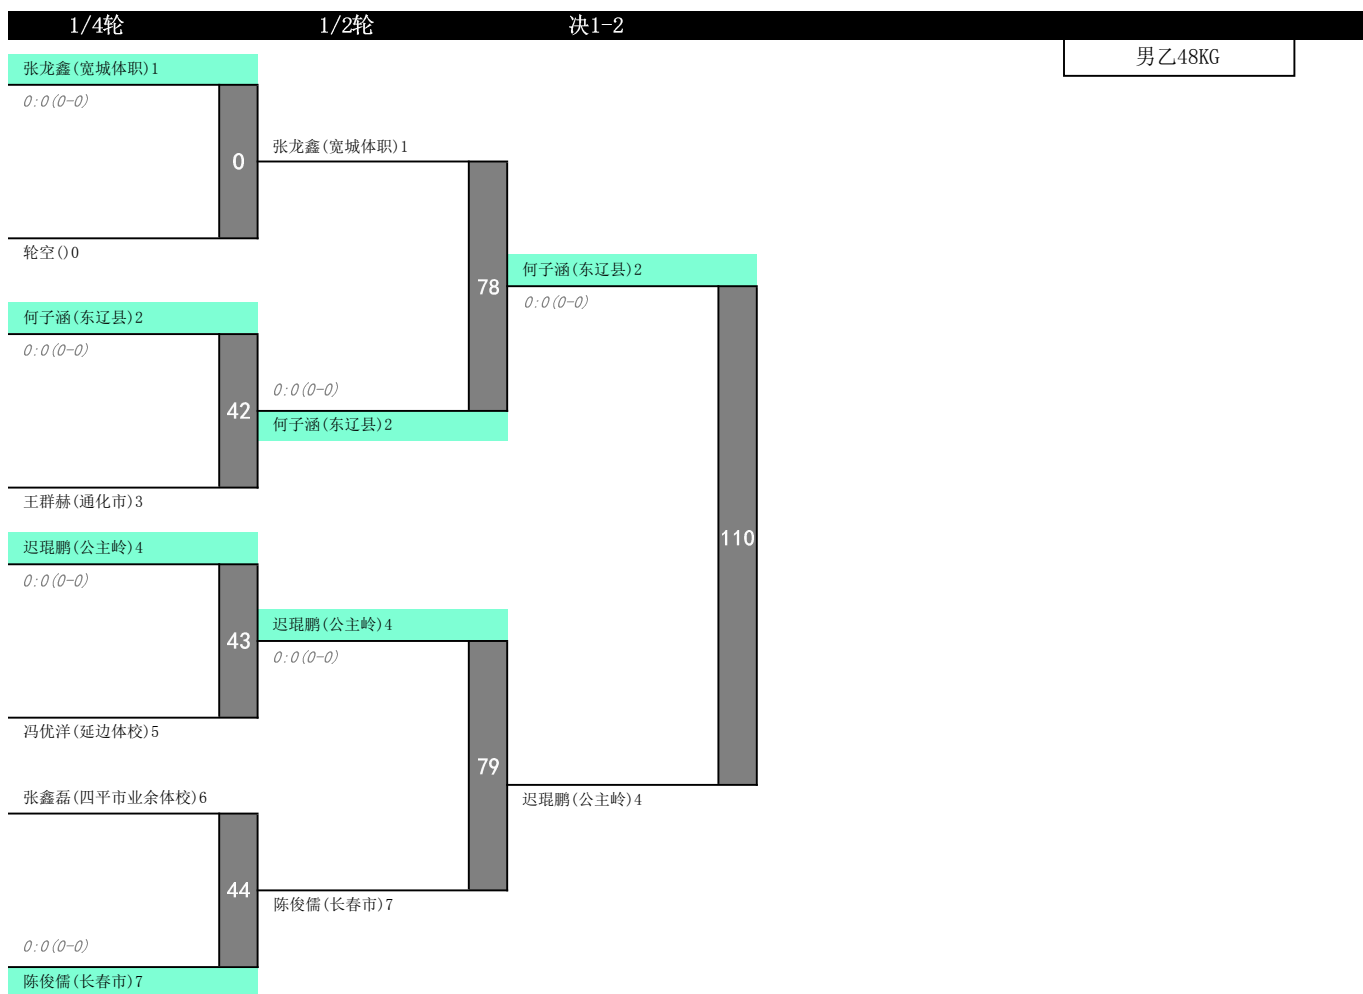 1/4轮 1/2轮 决1-2
男乙48KG
张龙鑫(宽城体职)1
0:0(0-0)
0
轮空()0
何子涵(东辽县)2
0:0(0-0)
42
王群赫(通化市)3
迟琨鹏(公主岭)4
0:0(0-0)
43
冯优洋(延边体校)5
张鑫磊(四平市业余体校)6
44
0:0(0-0)
陈俊儒(长春市)7
张龙鑫(宽城体职)1
78
0:0(0-0)
何子涵(东辽县)2
迟琨鹏(公主岭)4
0:0(0-0)
79
陈俊儒(长春市)7
何子涵(东辽县)2
0:0(0-0)
110
迟琨鹏(公主岭)4